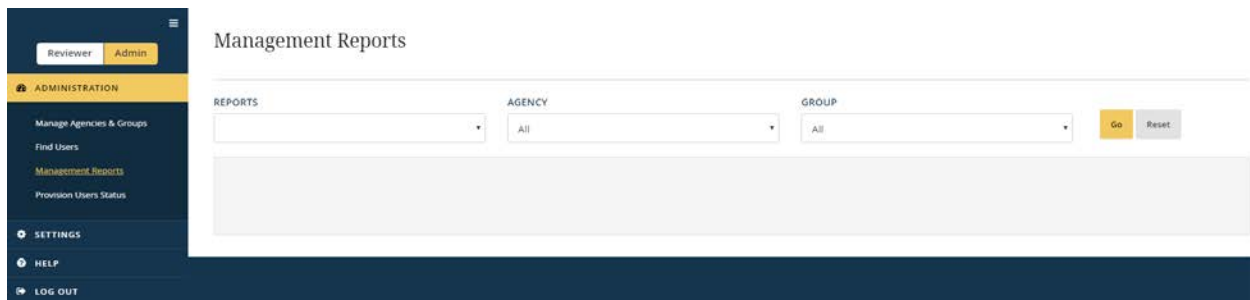 Reviewer Admin
ADMINISTRATION
Manage Agencies & Groups
Find Users
Management Reports
Provision Users Status
SETTINGS
HELP
LOG OUT
Management Reports
REPORTS AGENCY GROUP
All All Go Reset